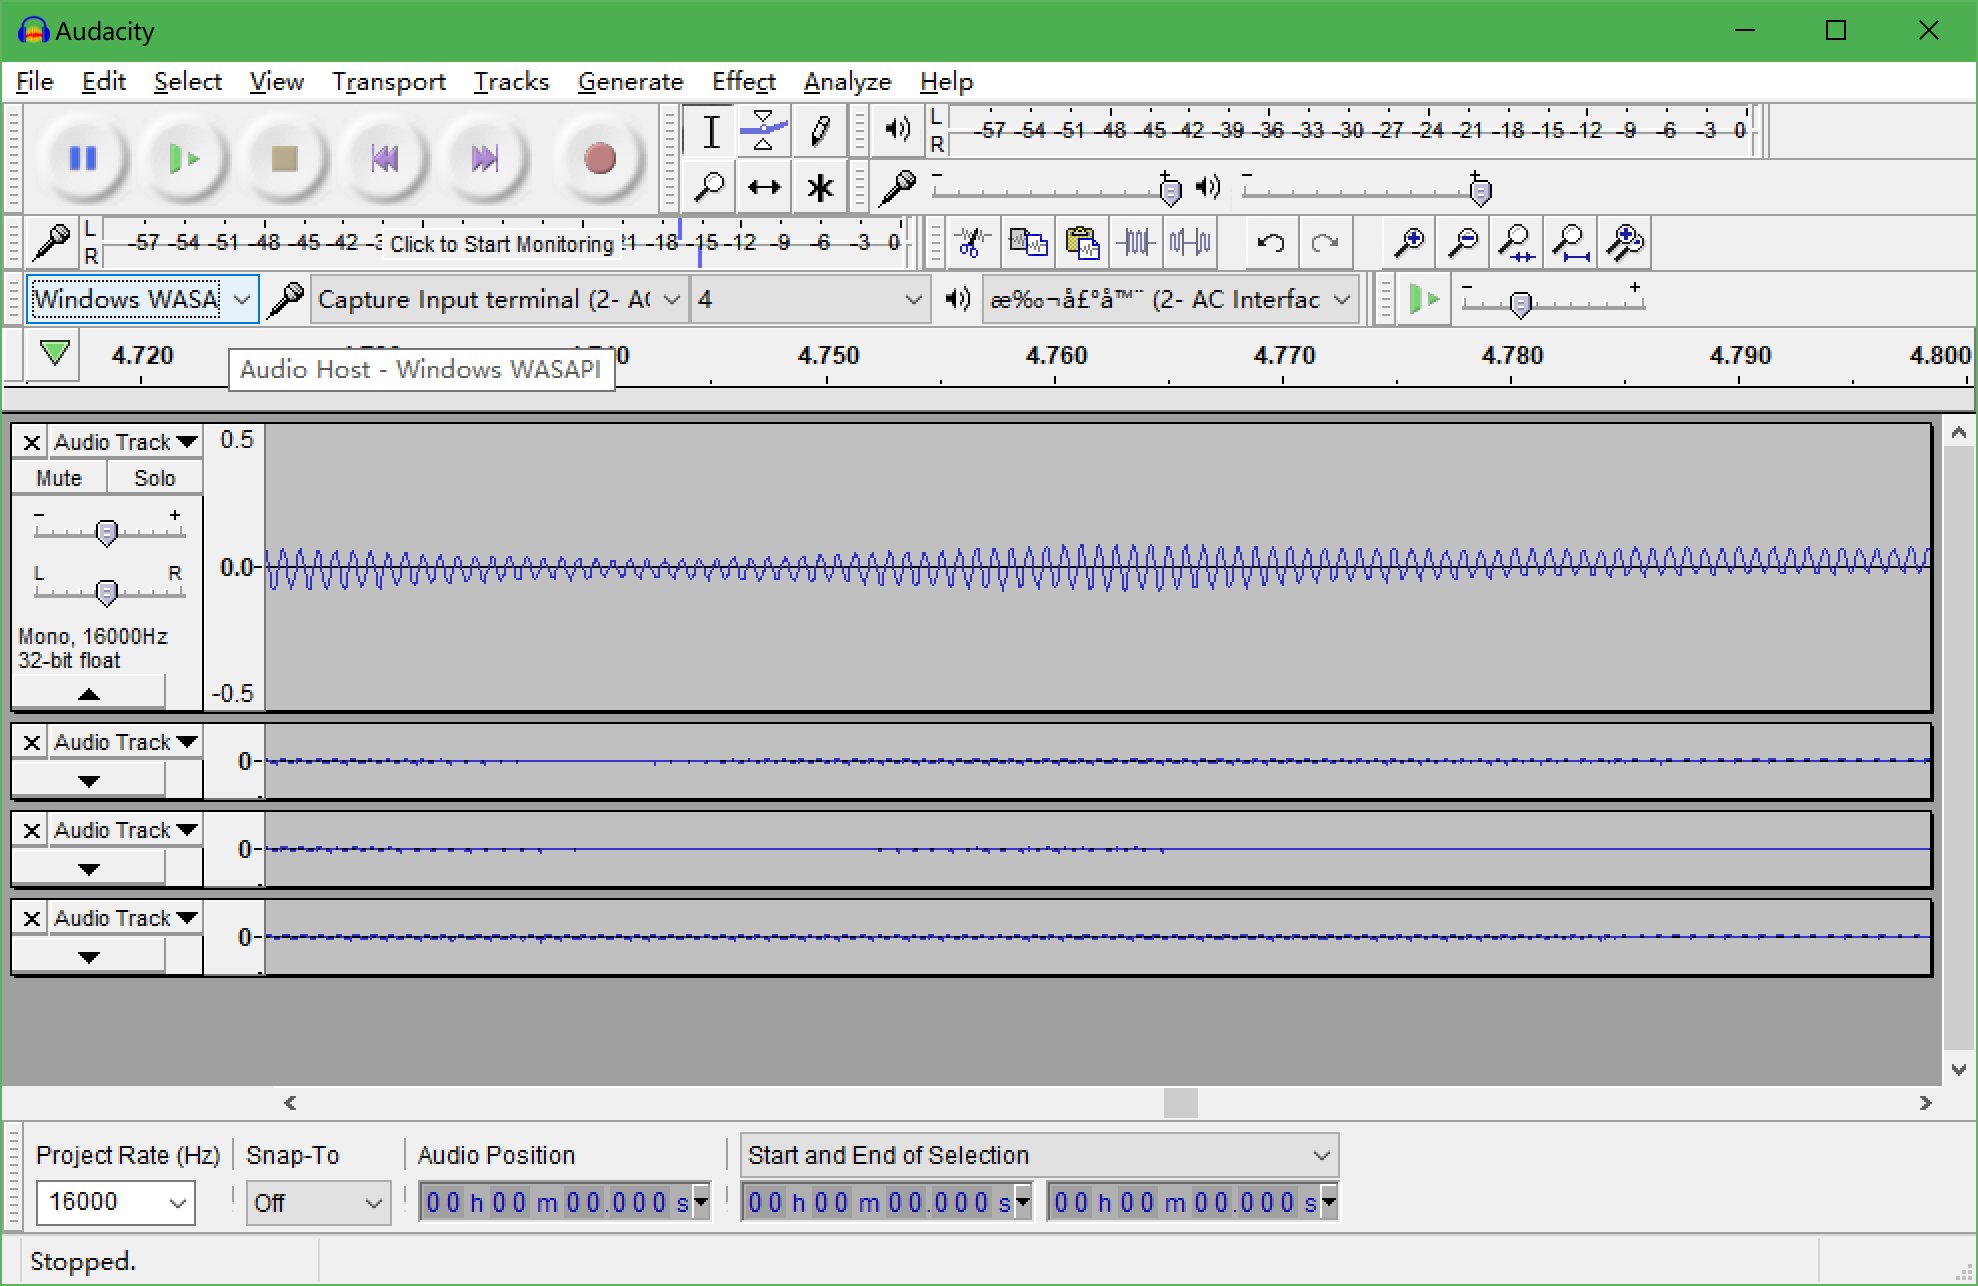 Audacity
File Edit Select View Transport Tracks Generate Effect Analyze Help
L
R
-57 -54 -51 -48 -45 -42 -39 -36 -33 -30 -27 -24 -21 -18 -15 -12 -9 -6 -3 0
- + - +
L
R
-57 -54 -51 -48 -45 -42 Click to Start Monitoring -18 -15 -12 -9 -6 -3 0
Windows WASA Capture Input terminal (2- AC 4 æ‰¬å£°å™¨ (2- AC Interfac - +
4.720 4.750 4.760 4.770 4.780 4.790 4.800
Audio Host - Windows WASAPI
X Audio Track 0.5
Mute Solo
- +
0.0
L R
Mono, 16000Hz
32-bit float
-0.5
X Audio Track
0
X Audio Track
0
X Audio Track
0
Project Rate (Hz) Snap-To Audio Position Start and End of Selection
16000 Off 00 h 00 m 00.000 s 00 h 00 m 00.000 s 00 h 00 m 00.000 s
Stopped.